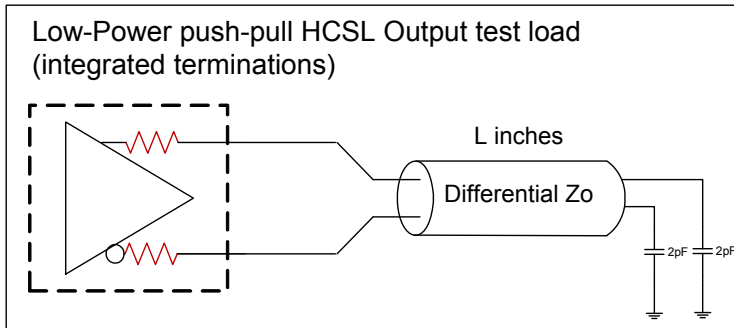 Low-Power push-pull HCSL Output test load
(integrated terminations)
L inches
Differential Zo
2pF
2pF